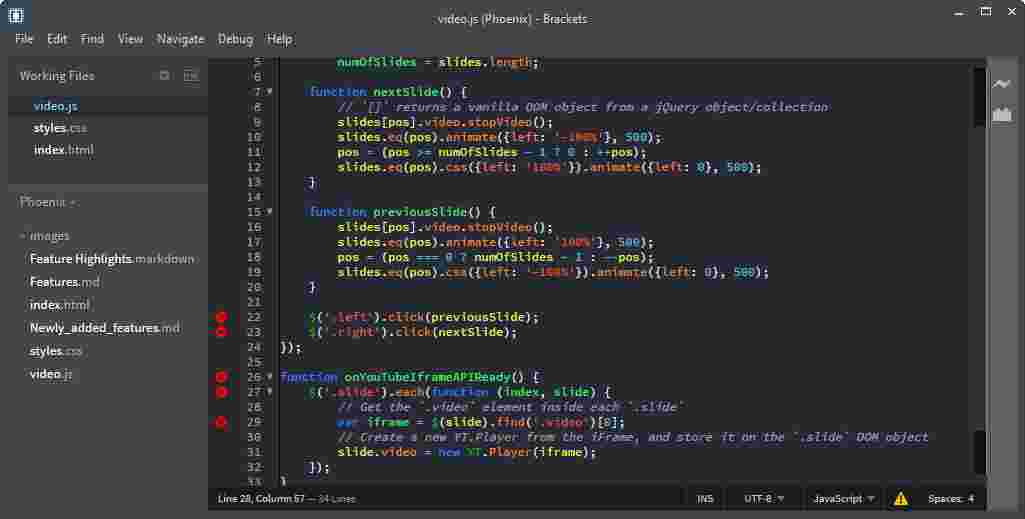 video.js (Phoenix) - Brackets
File Edit Find View Navigate Debug Help
Working Files
video.js
styles.css
index.html
Phoenix
images
Feature Highlights.markdown
Features.md
index.html
Newly_added_features.md
styles.css
video.js
5 numOfSlides = slides.length;
6
7 function nextSlide() {
8 // `[]` returns a vanilla DOM object from a jQuery object/collection
9 slides[pos].video.stopVideo();
10 slides.eq(pos).animate({left: '-100%'}, 500);
11 pos = (pos >= numOfSlides - 1 ? 0 : ++pos);
12 slides.eq(pos).css({left: '100%'}).animate({left: 0}, 500);
13 }
14
15 function previousSlide() {
16 slides[pos].video.stopVideo();
17 slides.eq(pos).animate({left: '100%'}, 500);
18 pos = (pos === 0 ? numOfSlides - 1 : --pos);
19 slides.eq(pos).css({left: '-100%'}).animate({left: 0}, 500);
20 }
21
22 $('.left').click(previousSlide);
23 $('.right').click(nextSlide);
24 });
25
26 function onYouTubeIframeAPIReady() {
27 $('.slide').each(function (index, slide) {
28 // Get the `.video` element inside each `.slide`
29 var iframe = $(slide).find('.video')[0];
30 // Create a new YT.Player from the iFrame, and store it on the `.slide` DOM object
31 slide.video = new YT.Player(iframe);
32 });
33 }
Line 28, Column 57 — 34 Lines INS UTF-8 JavaScript Spaces: 4